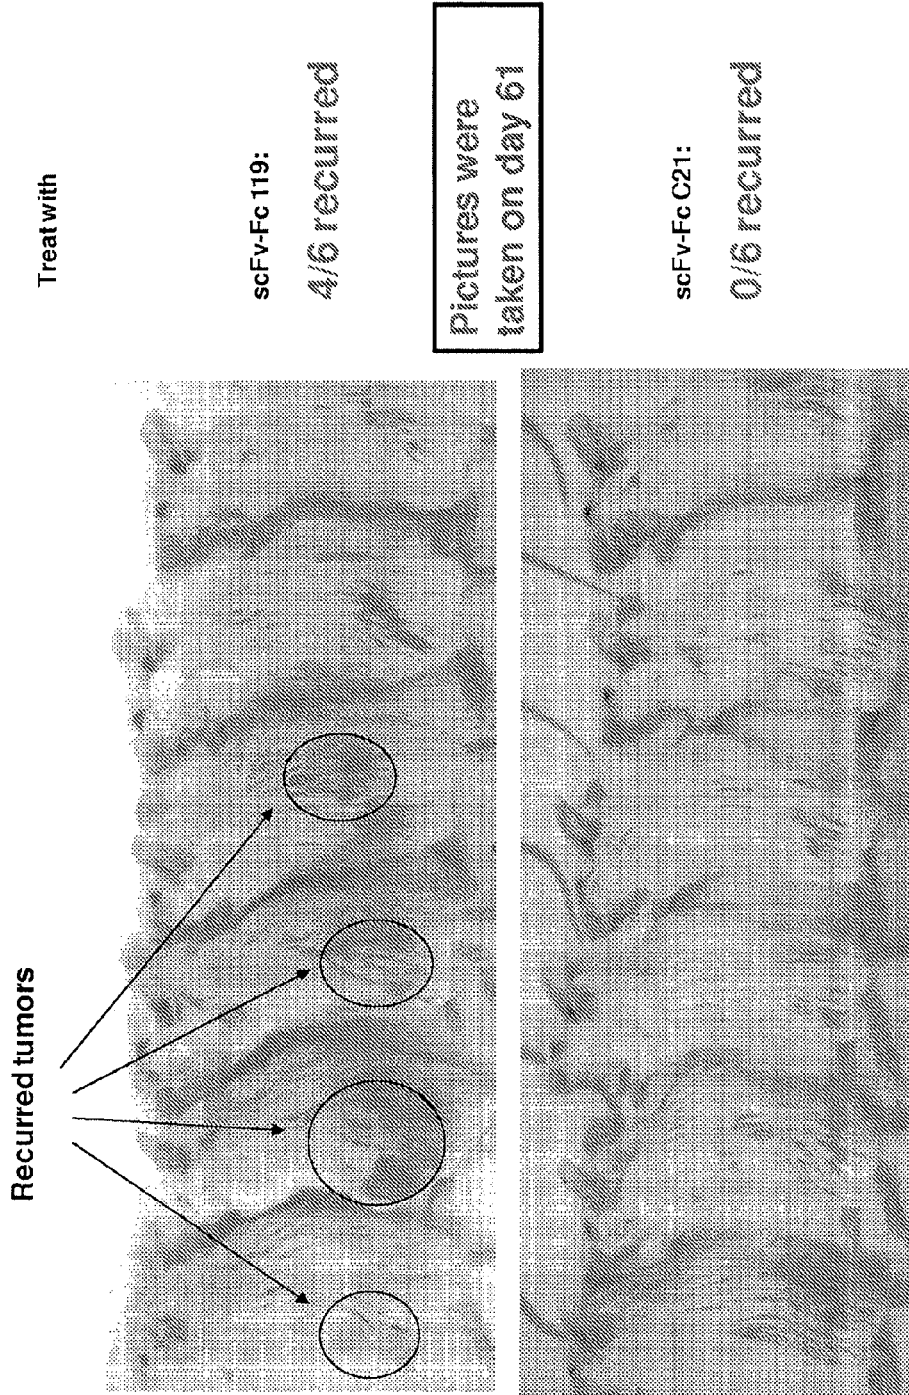 Recurred tumors
Treat with
scFv-Fc 119:
4/6 recurred
Pictures were
taken on day 61
scFv-Fc C21:
0/6 recurred